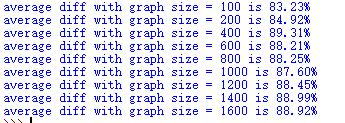 average diff with graph size = 100 is 83.23%
average diff with graph size = 200 is 84.92%
average diff with graph size = 400 is 89.31%
average diff with graph size = 600 is 88.21%
average diff with graph size = 800 is 88.25%
average diff with graph size = 1000 is 87.60%
average diff with graph size = 1200 is 88.45%
average diff with graph size = 1400 is 88.99%
average diff with graph size = 1600 is 88.92%
>>>